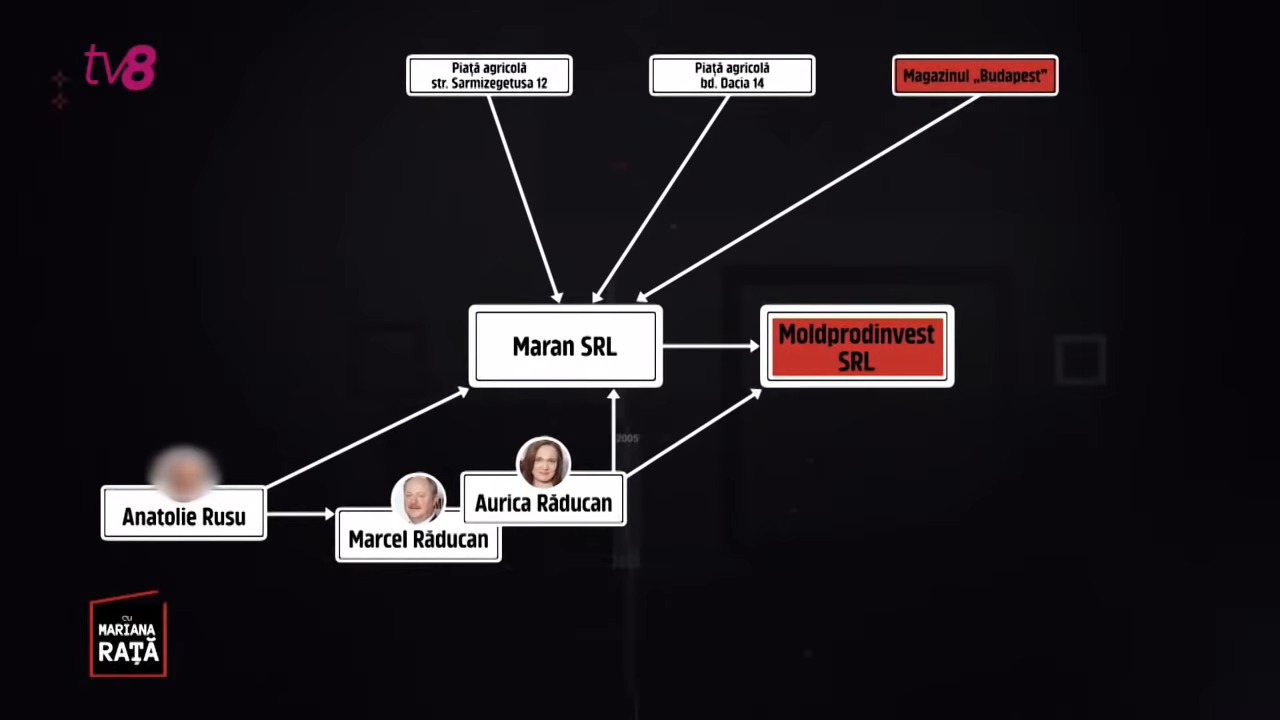 tv8
Piață agricolă
str. Sarmizegetusa 12
Piață agricolă
bd. Dacia 14
Magazinul „Budapest”
Maran SRL
Moldprodinvest
SRL
2005
Aurica Răducan
Anatolie Rusu
Marcel Răducan
CU
MARIANA
RAȚĂ